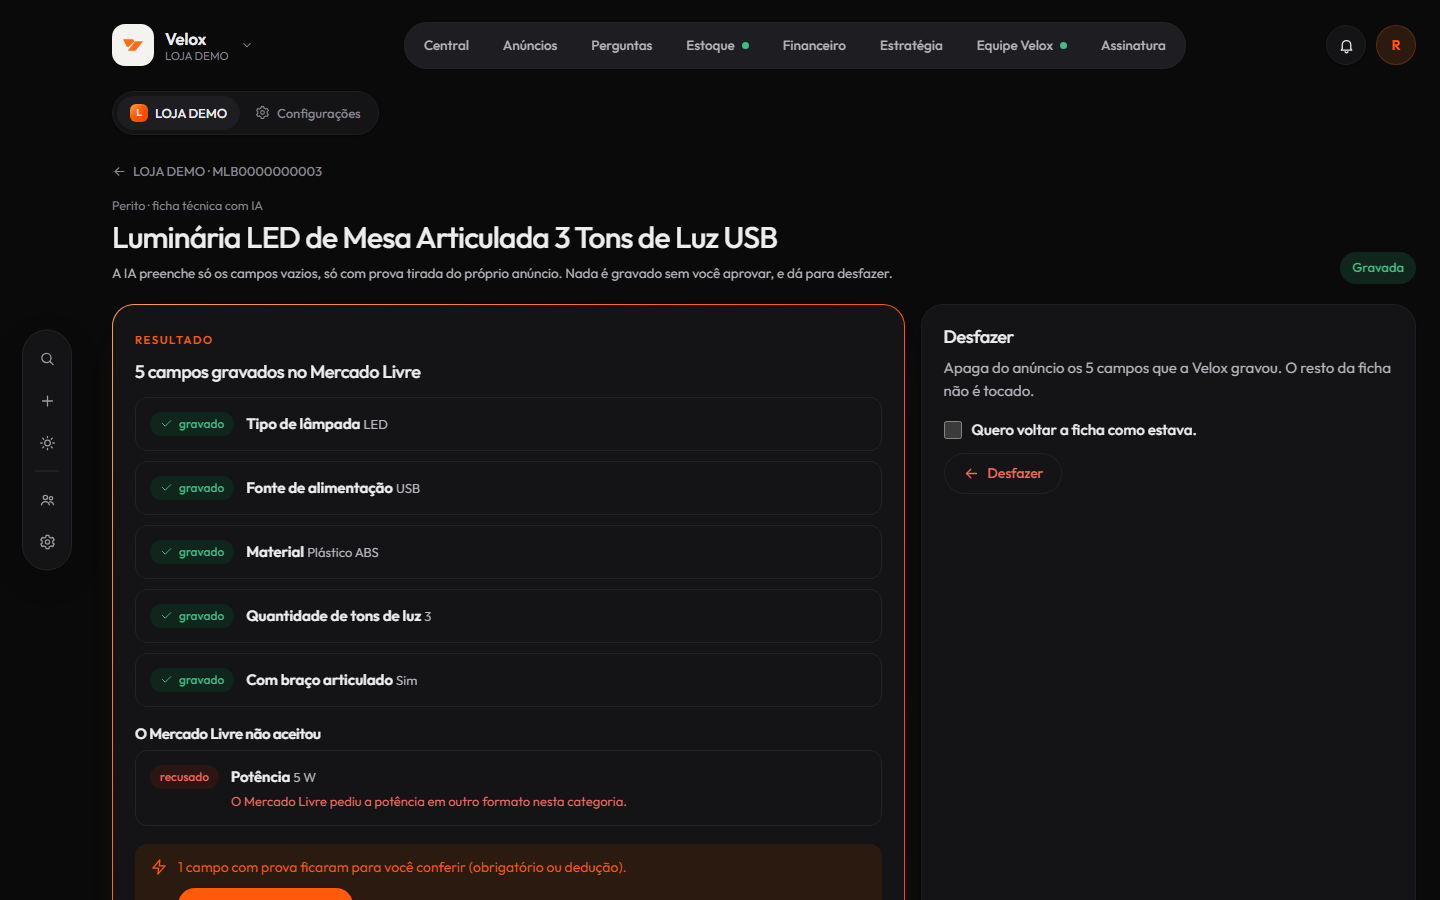 Velox
LOJA DEMO
Central
Anúncios
Perguntas
Estoque
Financeiro
Estratégia
Equipe Velox
Assinatura
R
L
LOJA DEMO
Configurações
LOJA DEMO · MLB0000000003
Perito · ficha técnica com IA
Luminária LED de Mesa Articulada 3 Tons de Luz USB
A IA preenche só os campos vazios, só com prova tirada do próprio anúncio. Nada é gravado sem você aprovar, e dá para desfazer.
Gravada
RESULTADO
5 campos gravados no Mercado Livre
gravado Tipo de lâmpada LED
gravado Fonte de alimentação USB
gravado Material Plástico ABS
gravado Quantidade de tons de luz 3
gravado Com braço articulado Sim
O Mercado Livre não aceitou
recusado Potência 5 W
O Mercado Livre pediu a potência em outro formato nesta categoria.
1 campo com prova ficaram para você conferir (obrigatório ou dedução).
Desfazer
Apaga do anúncio os 5 campos que a Velox gravou. O resto da ficha
não é tocado.
Quero voltar a ficha como estava.
Desfazer